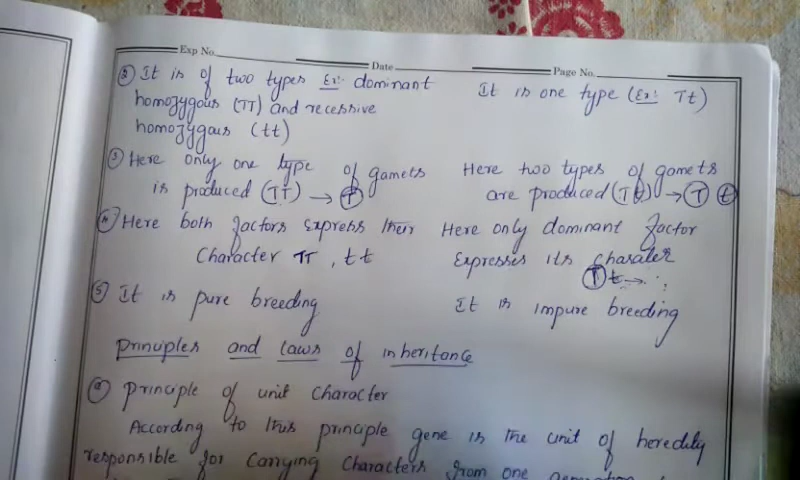 Exp No.
Date
Page No.
② It is of two types Ex:- dominant
homozygous (TT) and recessive
homozygous (tt)
It is one type (Ex: Tt)
③ Here only one type of gamets
is produced (TT) → T
Here two types of gamets
are produced (Tt) → T t
④ Here both factors express their
Character TT, tt
Here only dominant factor
Expresses its
T t →
⑤ It is pure breeding
It is impure breeding
principles and laws of inheritance
principle of unit character
According to this principle gene is the unit of heredity
responsible for carrying characters from one